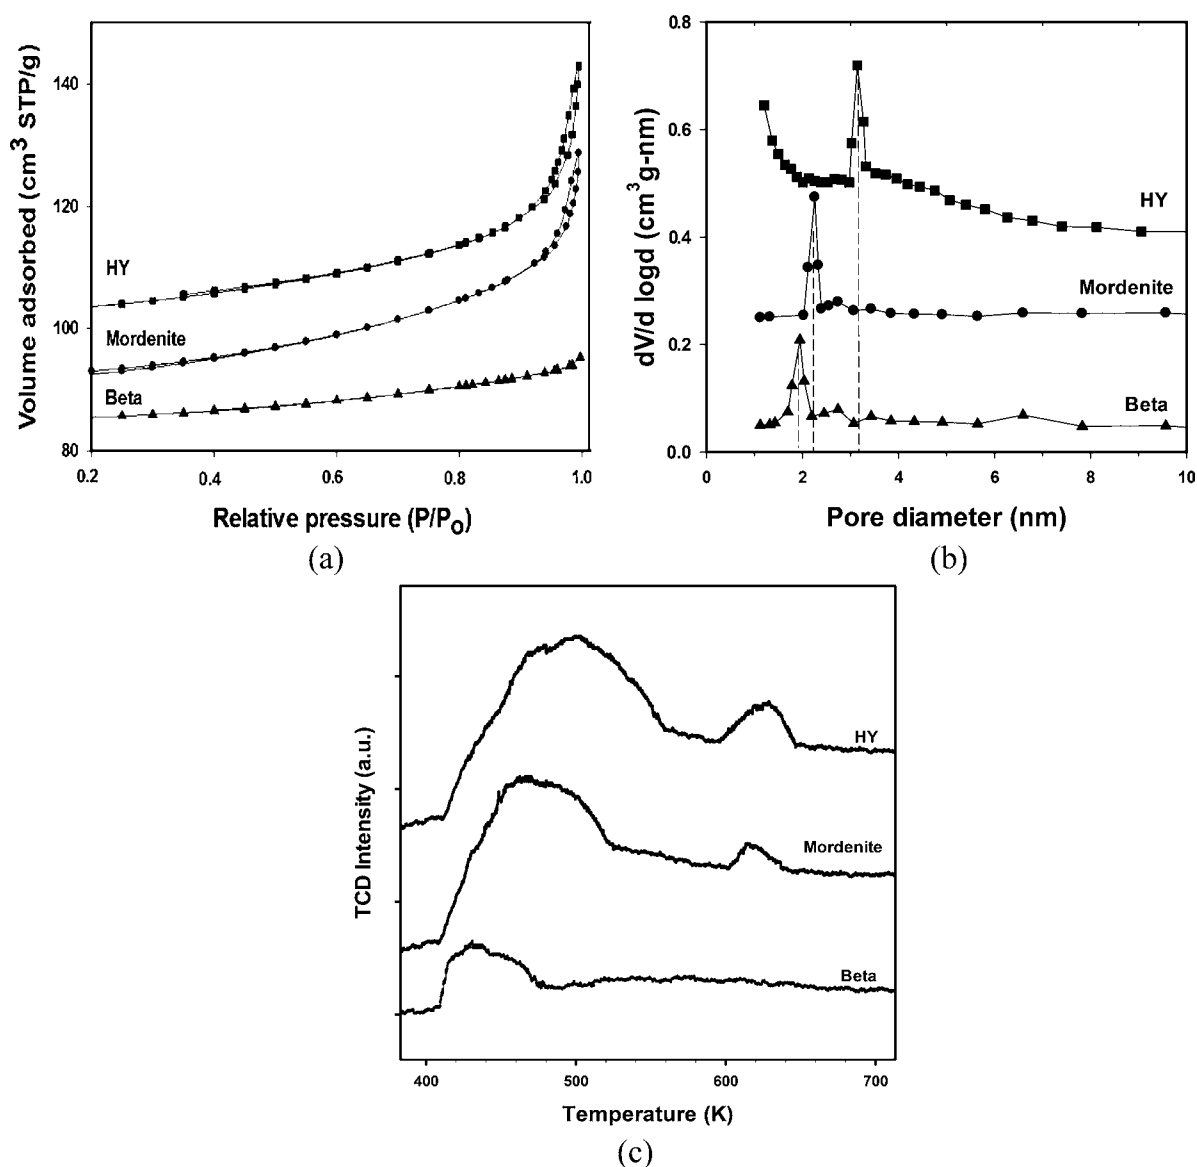 Volume adsorbed (cm³ STP/g)
140
120
100
80
HY
Mordenite
Beta
0.2 0.4 0.6 0.8 1.0
Relative pressure (P/PO)
(a)
dV/d logd (cm³g-nm)
0.8
0.6
0.4
0.2
0.0
HY
Mordenite
Beta
0 2 4 6 8 10
Pore diameter (nm)
(b)
TCD Intensity (a.u.)
HY
Mordenite
Beta
400 500 600 700
Temperature (K)
(c)